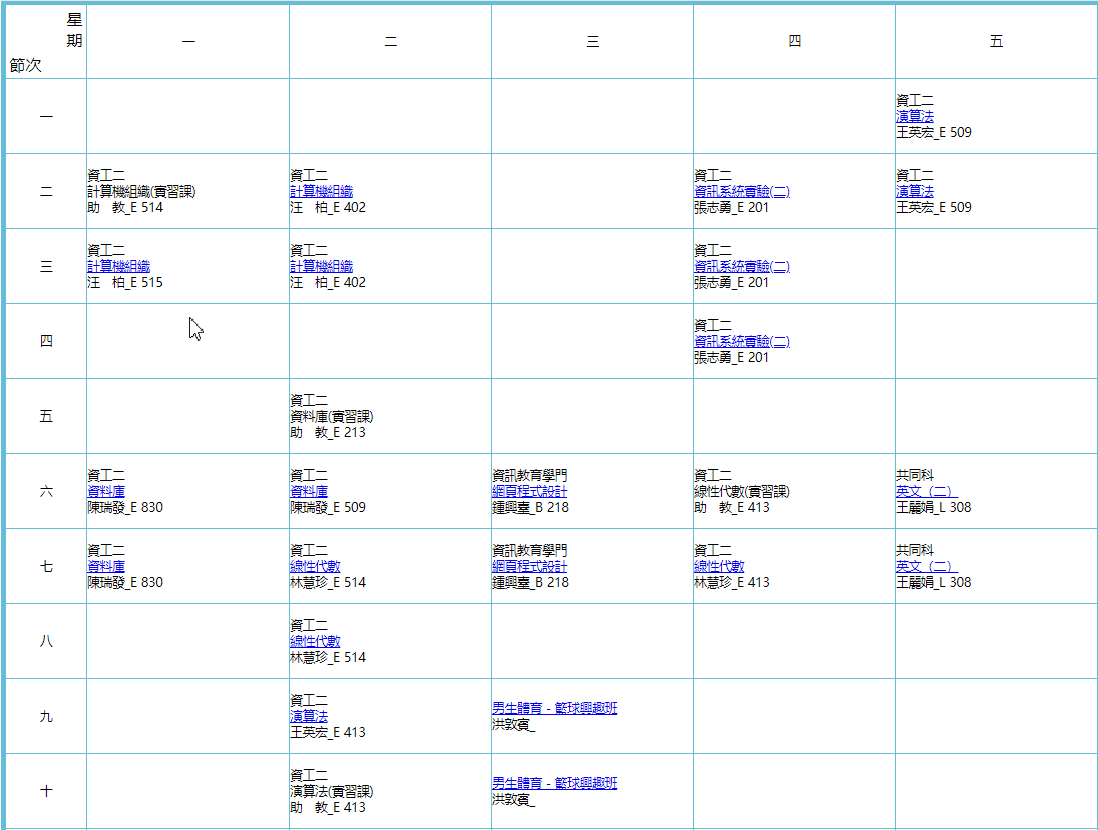 星
期
節次
一
二
三
四
五
一
資工二
演算法
王英宏_E 509
二
資工二
計算機組織(實習課)
助　教_E 514
資工二
計算機組織
汪　柏_E 402
資工二
資訊系統實驗(二)
張志勇_E 201
資工二
演算法
王英宏_E 509
三
資工二
計算機組織
汪　柏_E 515
資工二
計算機組織
汪　柏_E 402
資工二
資訊系統實驗(二)
張志勇_E 201
四
資工二
資訊系統實驗(二)
張志勇_E 201
五
資工二
資料庫(實習課)
助　教_E 213
六
資工二
資料庫
陳瑞發_E 830
資工二
資料庫
陳瑞發_E 509
資訊教育學門
網頁程式設計
鍾興臺_B 218
資工二
線性代數(實習課)
助　教_E 413
共同科
英文（二）
王麗娟_L 308
七
資工二
資料庫
陳瑞發_E 830
資工二
線性代數
林慧珍_E 514
資訊教育學門
網頁程式設計
鍾興臺_B 218
資工二
線性代數
林慧珍_E 413
共同科
英文（二）
王麗娟_L 308
八
資工二
線性代數
林慧珍_E 514
九
資工二
演算法
王英宏_E 413
男生體育 - 籃球興趣班
洪敦賓_
十
資工二
演算法(實習課)
助　教_E 413
男生體育 - 籃球興趣班
洪敦賓_